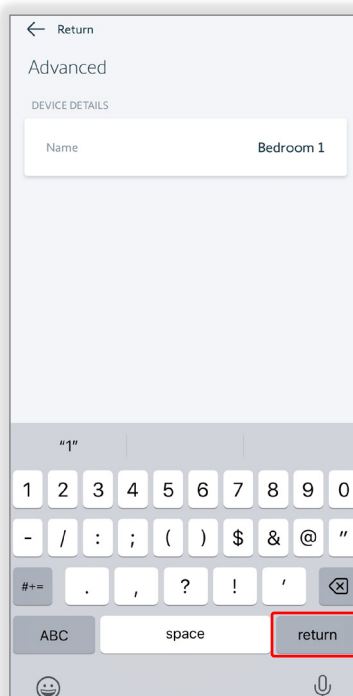 ← Return
Advanced
DEVICE DETAILS
Name Bedroom 1
“1”
1 2 3 4 5 6 7 8 9 0
- / : ; ( ) $ & @ "
#+= . , ? ! '
ABC space return